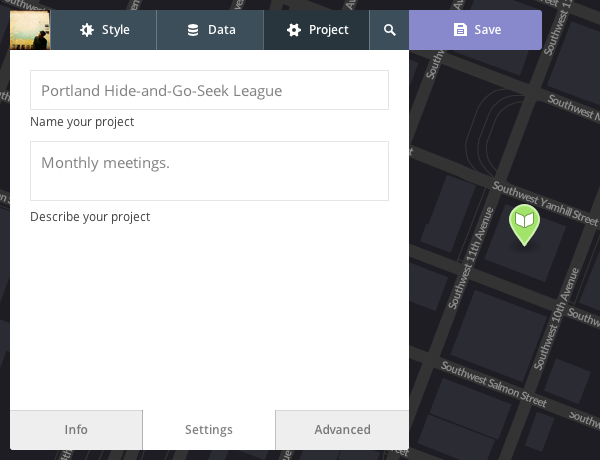 Style
Data
Project
Save
Portland Hide-and-Go-Seek League
Name your project
Monthly meetings.
Describe your project
Info
Settings
Advanced
Southwest 11
Southwest
Southwest Yamhill Street
Southwest 11th Avenue
Southwest 10th Avenue
Southwest Salmon Street